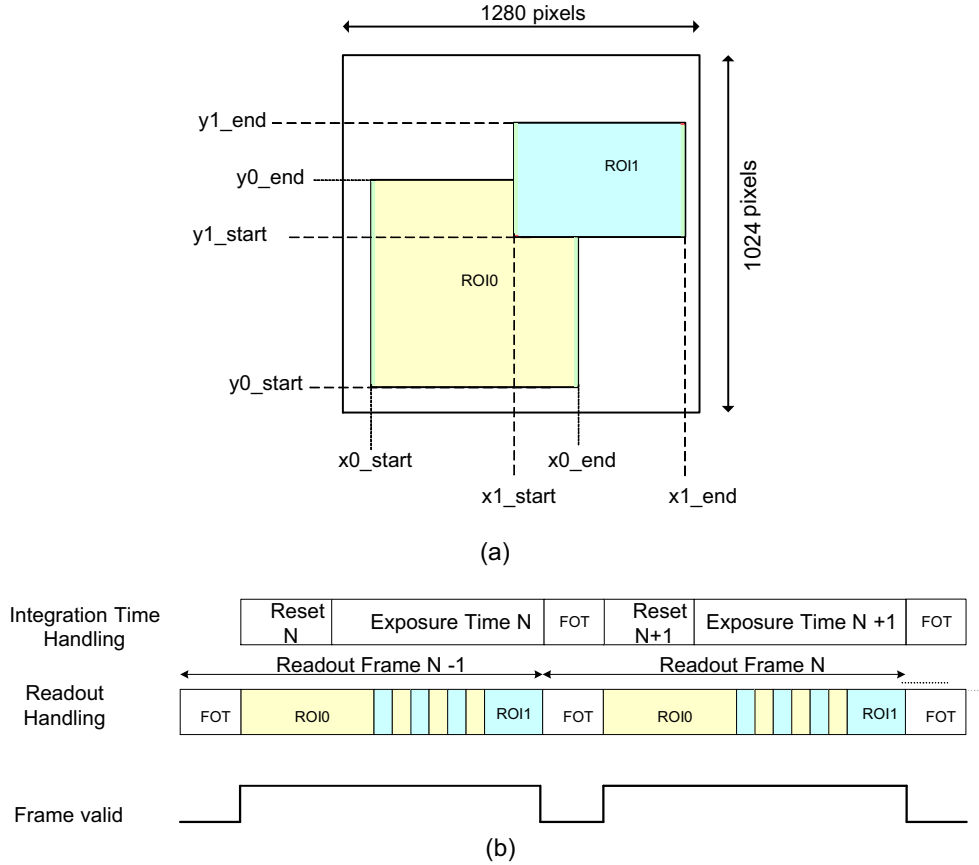 1280 pixels
y1_end
ROI1
y0_end
1024 pixels
y1_start
ROI0
y0_start
x0_start
x0_end
x1_start
x1_end
(a)
Integration Time
Handling
Reset
N
Exposure Time N
FOT
Reset
N+1
Exposure Time N +1
FOT
Readout Frame N -1
Readout Frame N
Readout
Handling
FOT
ROI0
ROI1
FOT
ROI0
ROI1
FOT
Frame valid
(b)